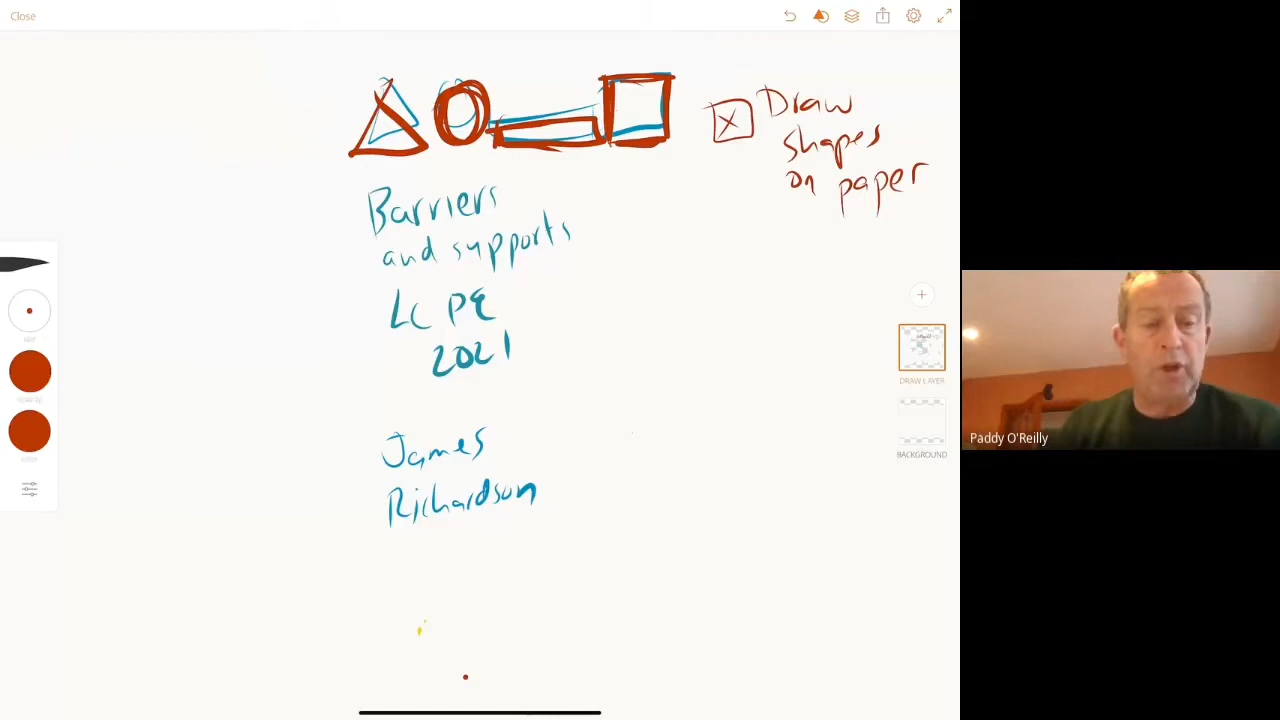 Close
Draw
shapes
on paper
Barriers
and supports
LC PE
2021
DRAW LAYER
Paddy O'Reilly
BACKGROUND
James
Richardson